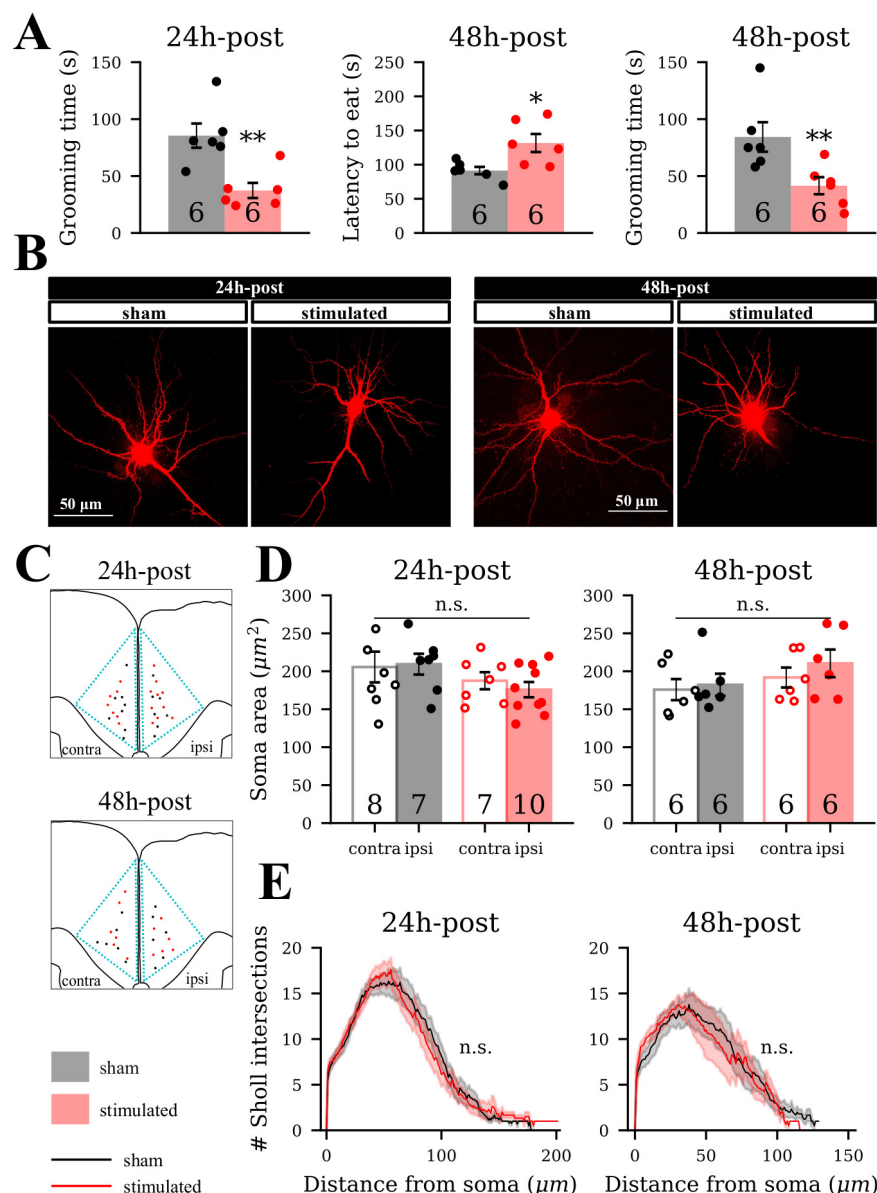 A
24h-post
48h-post
48h-post
Grooming time (s)
150
100
50
0
**
6
6
Latency to eat (s)
250
200
150
100
50
0
*
6
6
Grooming time (s)
150
100
50
0
**
6
6
B
24h-post
48h-post
sham
stimulated
sham
stimulated
50 µm
50 µm
C
24h-post
contra
ipsi
48h-post
contra
ipsi
sham
stimulated
sham
stimulated
D
24h-post
48h-post
Soma area (µm²)
300
250
200
150
100
50
0
n.s.
8
7
7
10
contra ipsi
contra ipsi
300
250
200
150
100
50
0
n.s.
6
6
6
6
contra ipsi
contra ipsi
E
24h-post
48h-post
# Sholl intersections
20
15
10
5
0
n.s.
0
100
200
Distance from soma (µm)
20
15
10
5
0
n.s.
0
50
100
150
Distance from soma (µm)